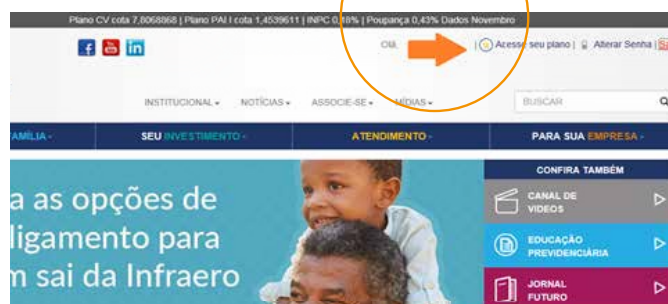 Plano CV cota 7,8068868 | Plano PAI I cota 1,4539611 | INPC 0,18% | Poupança 0,43% Dados Novembro
Olá, | Acesse seu plano | Alterar Senha |
INSTITUCIONAL NOTÍCIAS ASSOCIE-SE MÍDIAS BUSCAR
AMÍLIA SEU INVESTIMENTO ATENDIMENTO PARA SUA EMPRESA
CONFIRA TAMBÉM
a as opções de
ligamento para
m sai da Infraero
CANAL DE
VIDEOS
EDUCAÇÃO
PREVIDENCIÁRIA
JORNAL
FUTURO